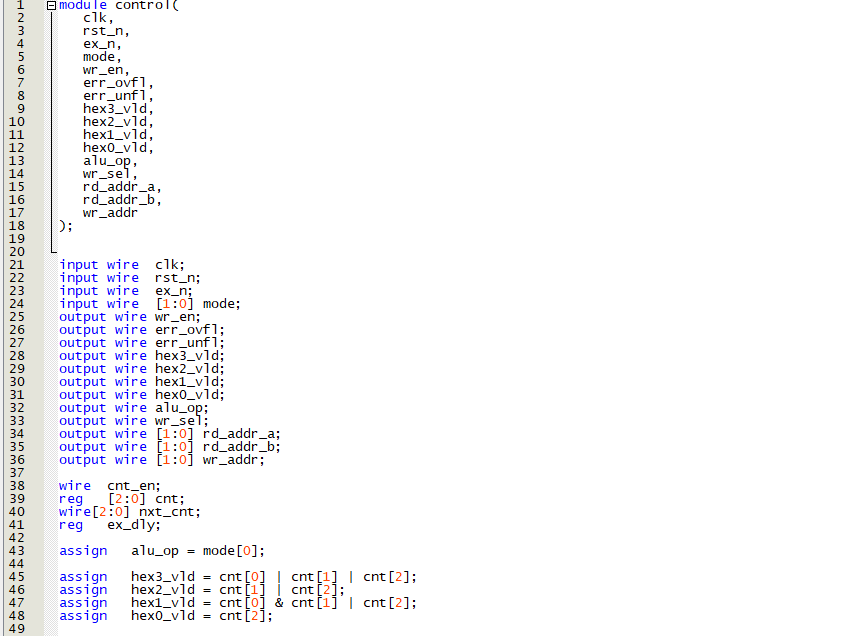 1 module control(
2 clk,
3 rst_n,
4 ex_n,
5 mode,
6 wr_en,
7 err_ovfl,
8 err_unfl,
9 hex3_vld,
10 hex2_vld,
11 hex1_vld,
12 hex0_vld,
13 alu_op,
14 wr_sel,
15 rd_addr_a,
16 rd_addr_b,
17 wr_addr
18 );
19
20
21 input wire clk;
22 input wire rst_n;
23 input wire ex_n;
24 input wire [1:0] mode;
25 output wire wr_en;
26 output wire err_ovfl;
27 output wire err_unfl;
28 output wire hex3_vld;
29 output wire hex2_vld;
30 output wire hex1_vld;
31 output wire hex0_vld;
32 output wire alu_op;
33 output wire wr_sel;
34 output wire [1:0] rd_addr_a;
35 output wire [1:0] rd_addr_b;
36 output wire [1:0] wr_addr;
37
38 wire cnt_en;
39 reg [2:0] cnt;
40 wire[2:0] nxt_cnt;
41 reg ex_dly;
42
43 assign alu_op = mode[0];
44
45 assign hex3_vld = cnt[0] | cnt[1] | cnt[2];
46 assign hex2_vld = cnt[1] | cnt[2];
47 assign hex1_vld = cnt[0] & cnt[1] | cnt[2];
48 assign hex0_vld = cnt[2];
49